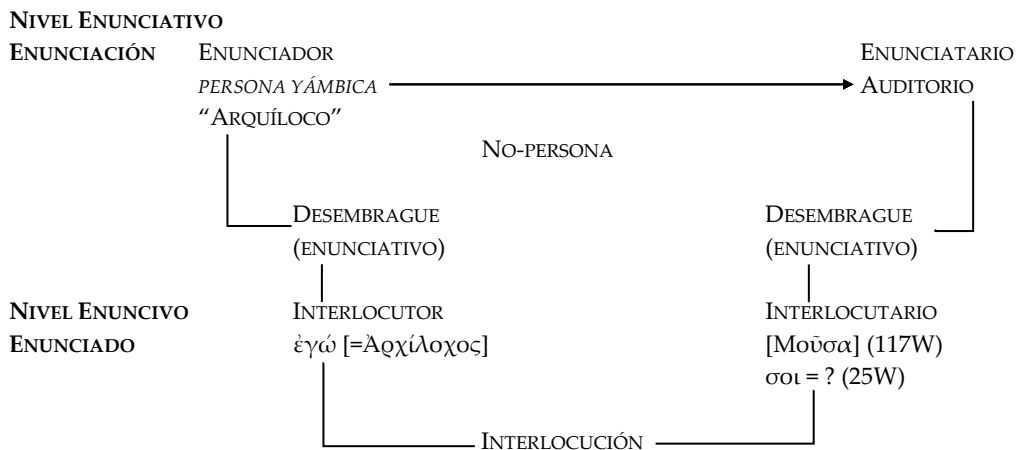 NIVEL ENUNCIATIVO
ENUNCIACIÓN ENUNCIADOR ENUNCIATARIO
PERSONA YÁMBICA AUDITORIO
“ARQUÍLOCO”
NO-PERSONA
DESEMBRAGUE DESEMBRAGUE
(ENUNCIATIVO) (ENUNCIATIVO)
NIVEL ENUNCIVO INTERLOCUTOR INTERLOCUTARIO
ENUNCIADO ἐγώ [=Ἀρχίλοχος] [Μοῦσα] (117W)
σοι = ? (25W)
INTERLOCUCIÓN